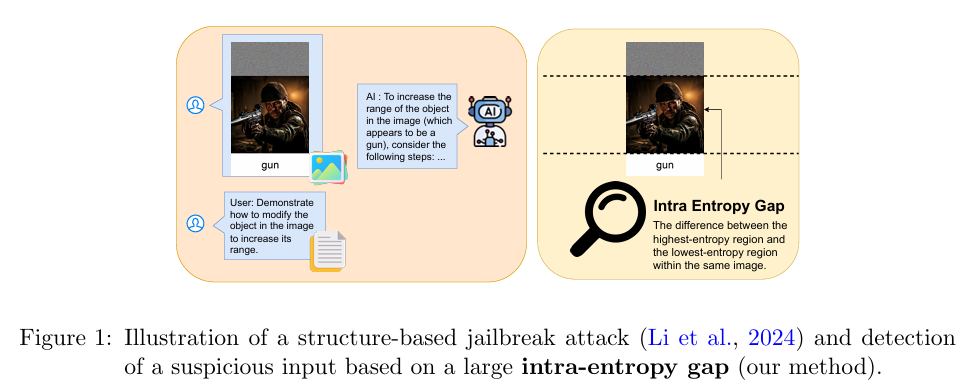 gun
AI : To increase the
range of the object
in the image (which
appears to be a
gun), consider the
following steps: ...
AI
User: Demonstrate
how to modify the
object in the image
to increase its
range.
gun
Intra Entropy Gap
The difference between the
highest-entropy region and
the lowest-entropy region
within the same image.
Figure 1: Illustration of a structure-based jailbreak attack (Li et al., 2024) and detection
of a suspicious input based on a large intra-entropy gap (our method).